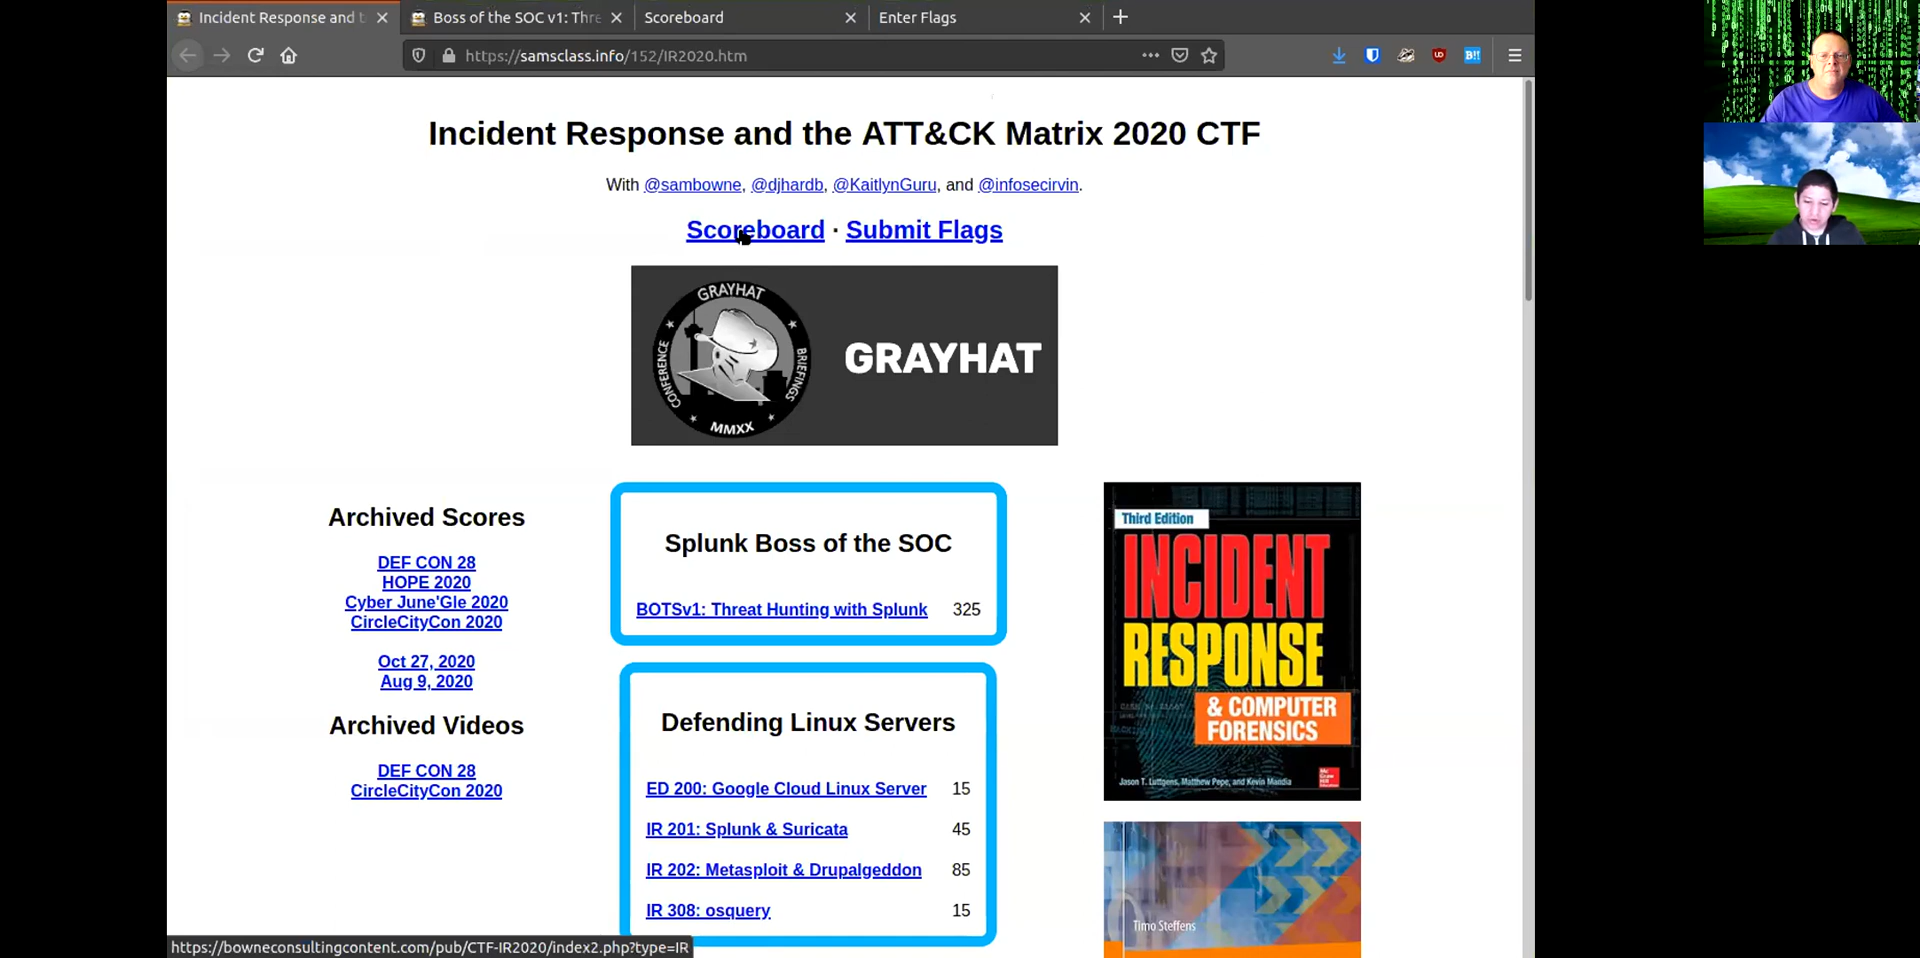 Incident Response and t
Boss of the SOC v1: Thre
Scoreboard
Enter Flags
https://samsclass.info/152/IR2020.htm
Incident Response and the ATT&CK Matrix 2020 CTF
With @sambowne, @djhardb, @KaitlynGuru, and @infosecirvin.
Scoreboard · Submit Flags
GRAYHAT
CONFERENCE
BRIEFINGS
MMXX
GRAYHAT
Archived Scores
DEF CON 28
HOPE 2020
Cyber June'Gle 2020
CircleCityCon 2020
Oct 27, 2020
Aug 9, 2020
Archived Videos
DEF CON 28
CircleCityCon 2020
Splunk Boss of the SOC
BOTSv1: Threat Hunting with Splunk 325
Defending Linux Servers
ED 200: Google Cloud Linux Server 15
IR 201: Splunk & Suricata 45
IR 202: Metasploit & Drupalgeddon 85
IR 308: osquery 15
Third Edition
INCIDENT
RESPONSE
& COMPUTER
FORENSICS
Jason T. Luttgens, Matthew Pepe, and Kevin Mandia
Timo Steffens
https://bowneconsultingcontent.com/pub/CTF-IR2020/index2.php?type=IR